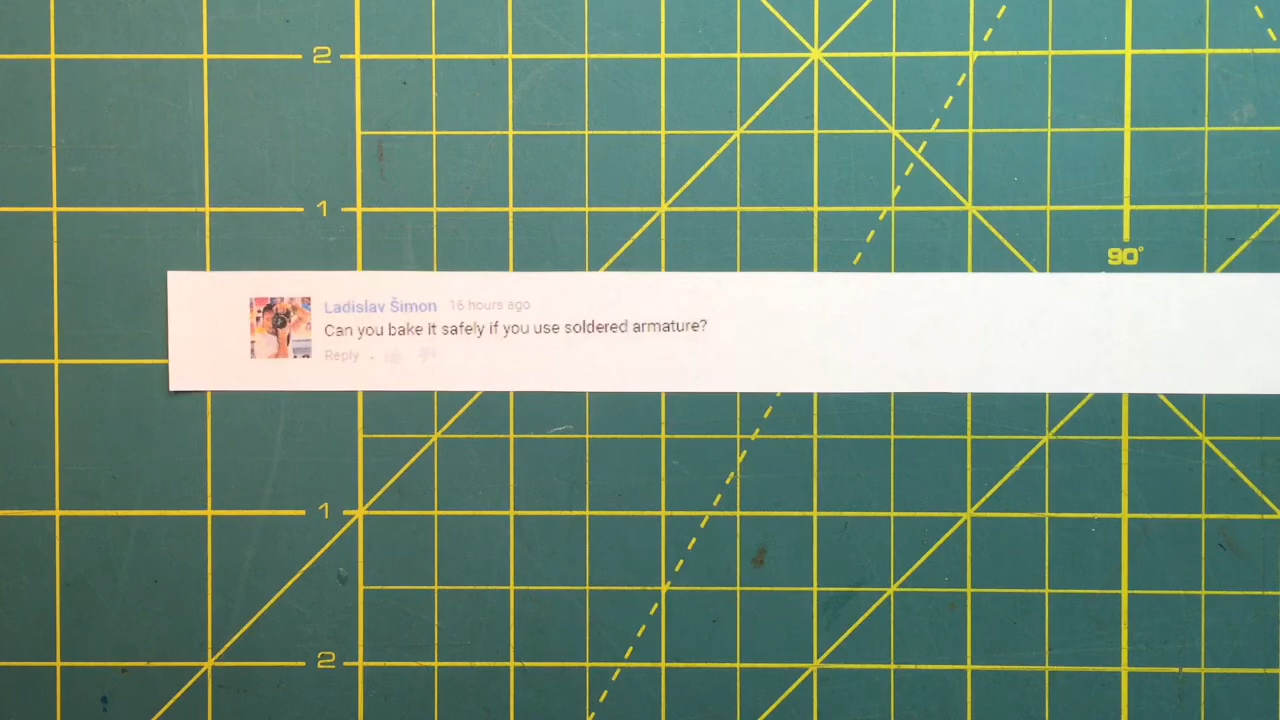 2
1
90°
Ladislav Šimon 16 hours ago
Can you bake it safely if you use soldered armature?
Reply
1
2